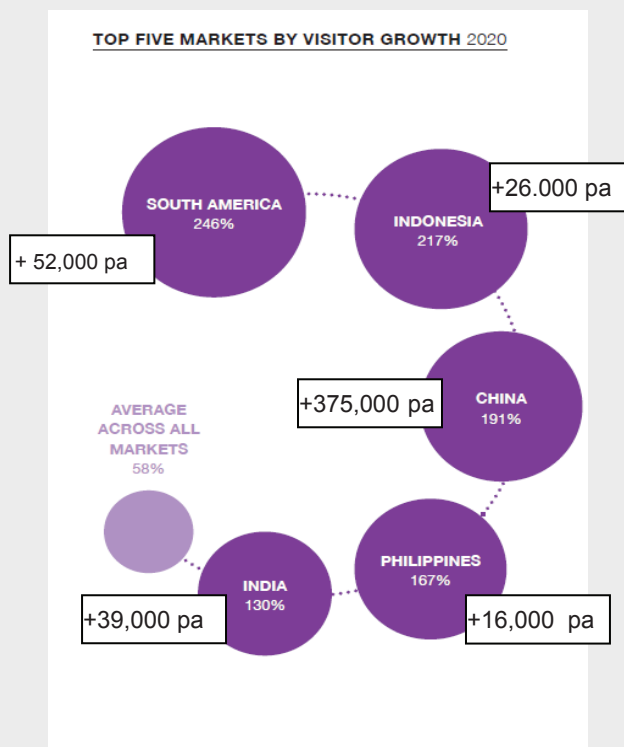 TOP FIVE MARKETS BY VISITOR GROWTH 2020
SOUTH AMERICA
246%
+ 52,000 pa
INDONESIA
217%
+26.000 pa
CHINA
191%
+375,000 pa
PHILIPPINES
167%
+16,000 pa
INDIA
130%
+39,000 pa
AVERAGE
ACROSS ALL
MARKETS
58%